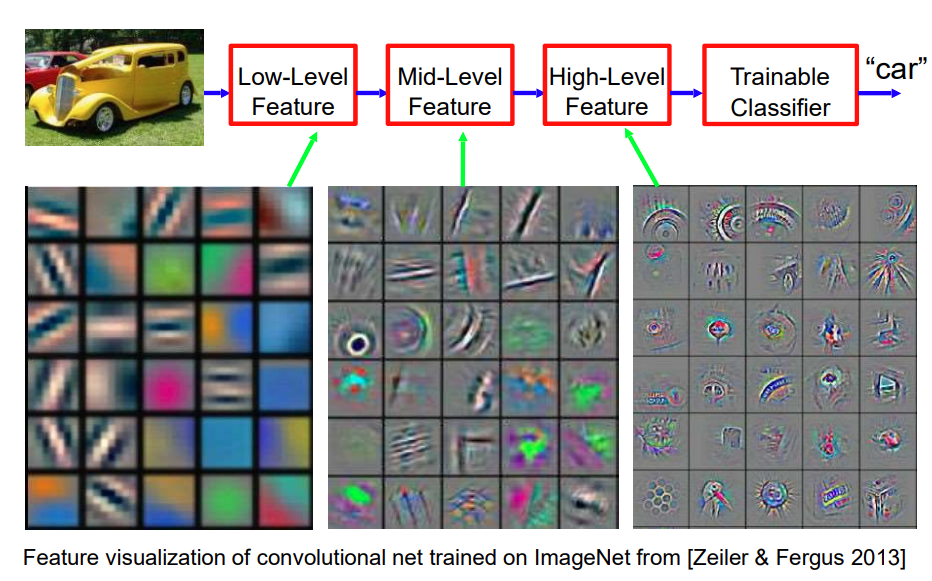 Low-Level
Feature
Mid-Level
Feature
High-Level
Feature
Trainable
Classifier
“car”
Feature visualization of convolutional net trained on ImageNet from [Zeiler & Fergus 2013]